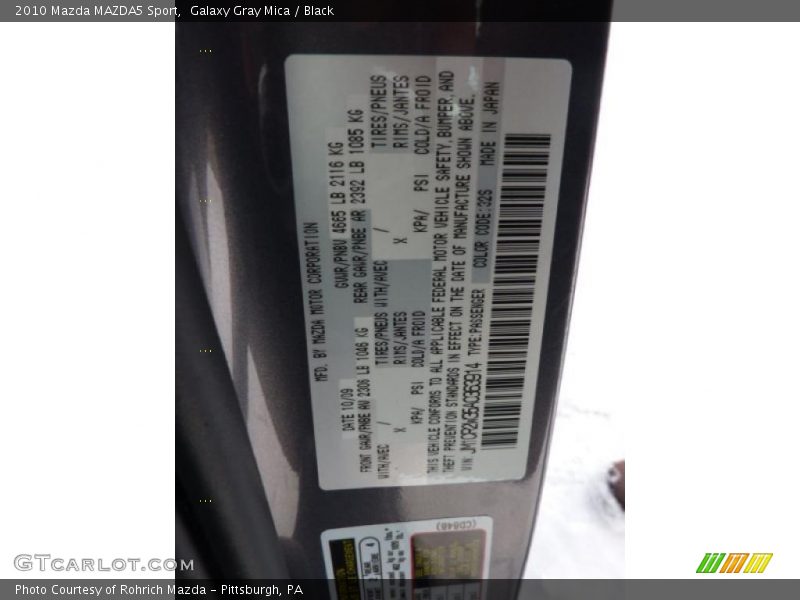 2010 Mazda MAZDA5 Sport, Galaxy Gray Mica / Black
MFD. BY MAZDA MOTOR CORPORATION
DATE 10/09 GVWR/PNBV 4665 LB 2116 KG
FRONT GAWR/PNBE AV 2306 LB 1046 KG REAR GAWR/PNBE AR 2392 LB 1085 KG
WITH/AVEC / TIRES/PNEUS WITH/AVEC / TIRES/PNEUS
X RIMS/JANTES X RIMS/JANTES
KPA/ PSI COLD/A FROID KPA/ PSI COLD/A FROID
THIS VEHICLE CONFORMS TO ALL APPLICABLE FEDERAL MOTOR VEHICLE SAFETY, BUMPER, AND
THEFT PREVENTION STANDARDS IN EFFECT ON THE DATE OF MANUFACTURE SHOWN ABOVE.
VIN: JM1CR2W36A0363914 TYPE:PASSENGER COLOR CODE:32S MADE IN JAPAN
(CD84B)
GTCarLot.com
Photo Courtesy of Rohrich Mazda - Pittsburgh, PA